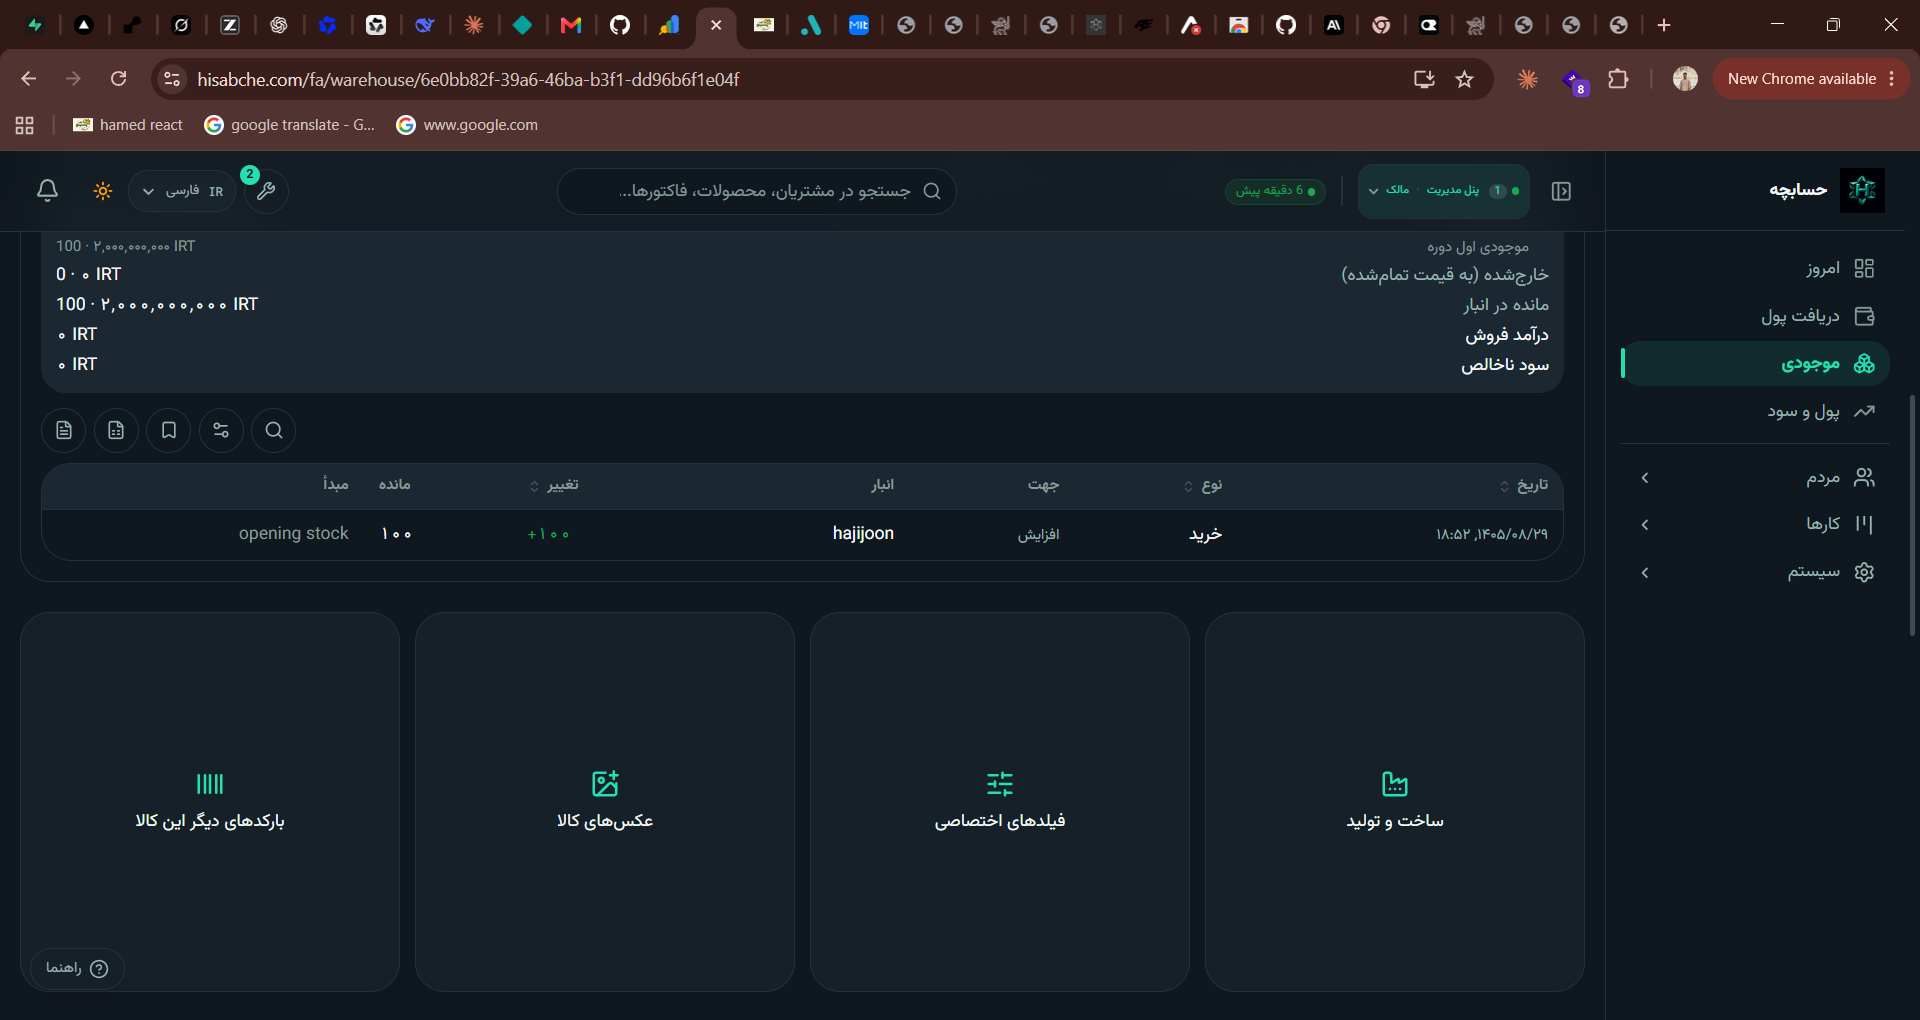 hisabche.com/fa/warehouse/6e0bb82f-39a6-46ba-b3f1-dd96b6f1e04f
New Chrome available
8
hamed react
google translate - G...
www.google.com
حسابچه
پنل مدیریت · مالک
1
6 دقیقه پیش
جستجو در مشتریان، محصولات، فاکتورها...
2
IR فارسی
امروز
دریافت پول
موجودی
پول و سود
مردم
کارها
سیستم
موجودی اول دوره
100 · ۲,۰۰۰,۰۰۰,۰۰۰ IRT
خارج‌شده (به قیمت تمام‌شده)
0 · ۰ IRT
مانده در انبار
100 · ۲,۰۰۰,۰۰۰,۰۰۰ IRT
درآمد فروش
۰ IRT
سود ناخالص
۰ IRT
تاریخ نوع جهت انبار تغییر مانده مبدأ
۱۴۰۵/۰۸/۲۹, ۱۸:۵۲ خرید افزایش hajijoon +۱۰۰ ۱۰۰ opening stock
ساخت و تولید
فیلدهای اختصاصی
عکس‌های کالا
بارکدهای دیگر این کالا
راهنما